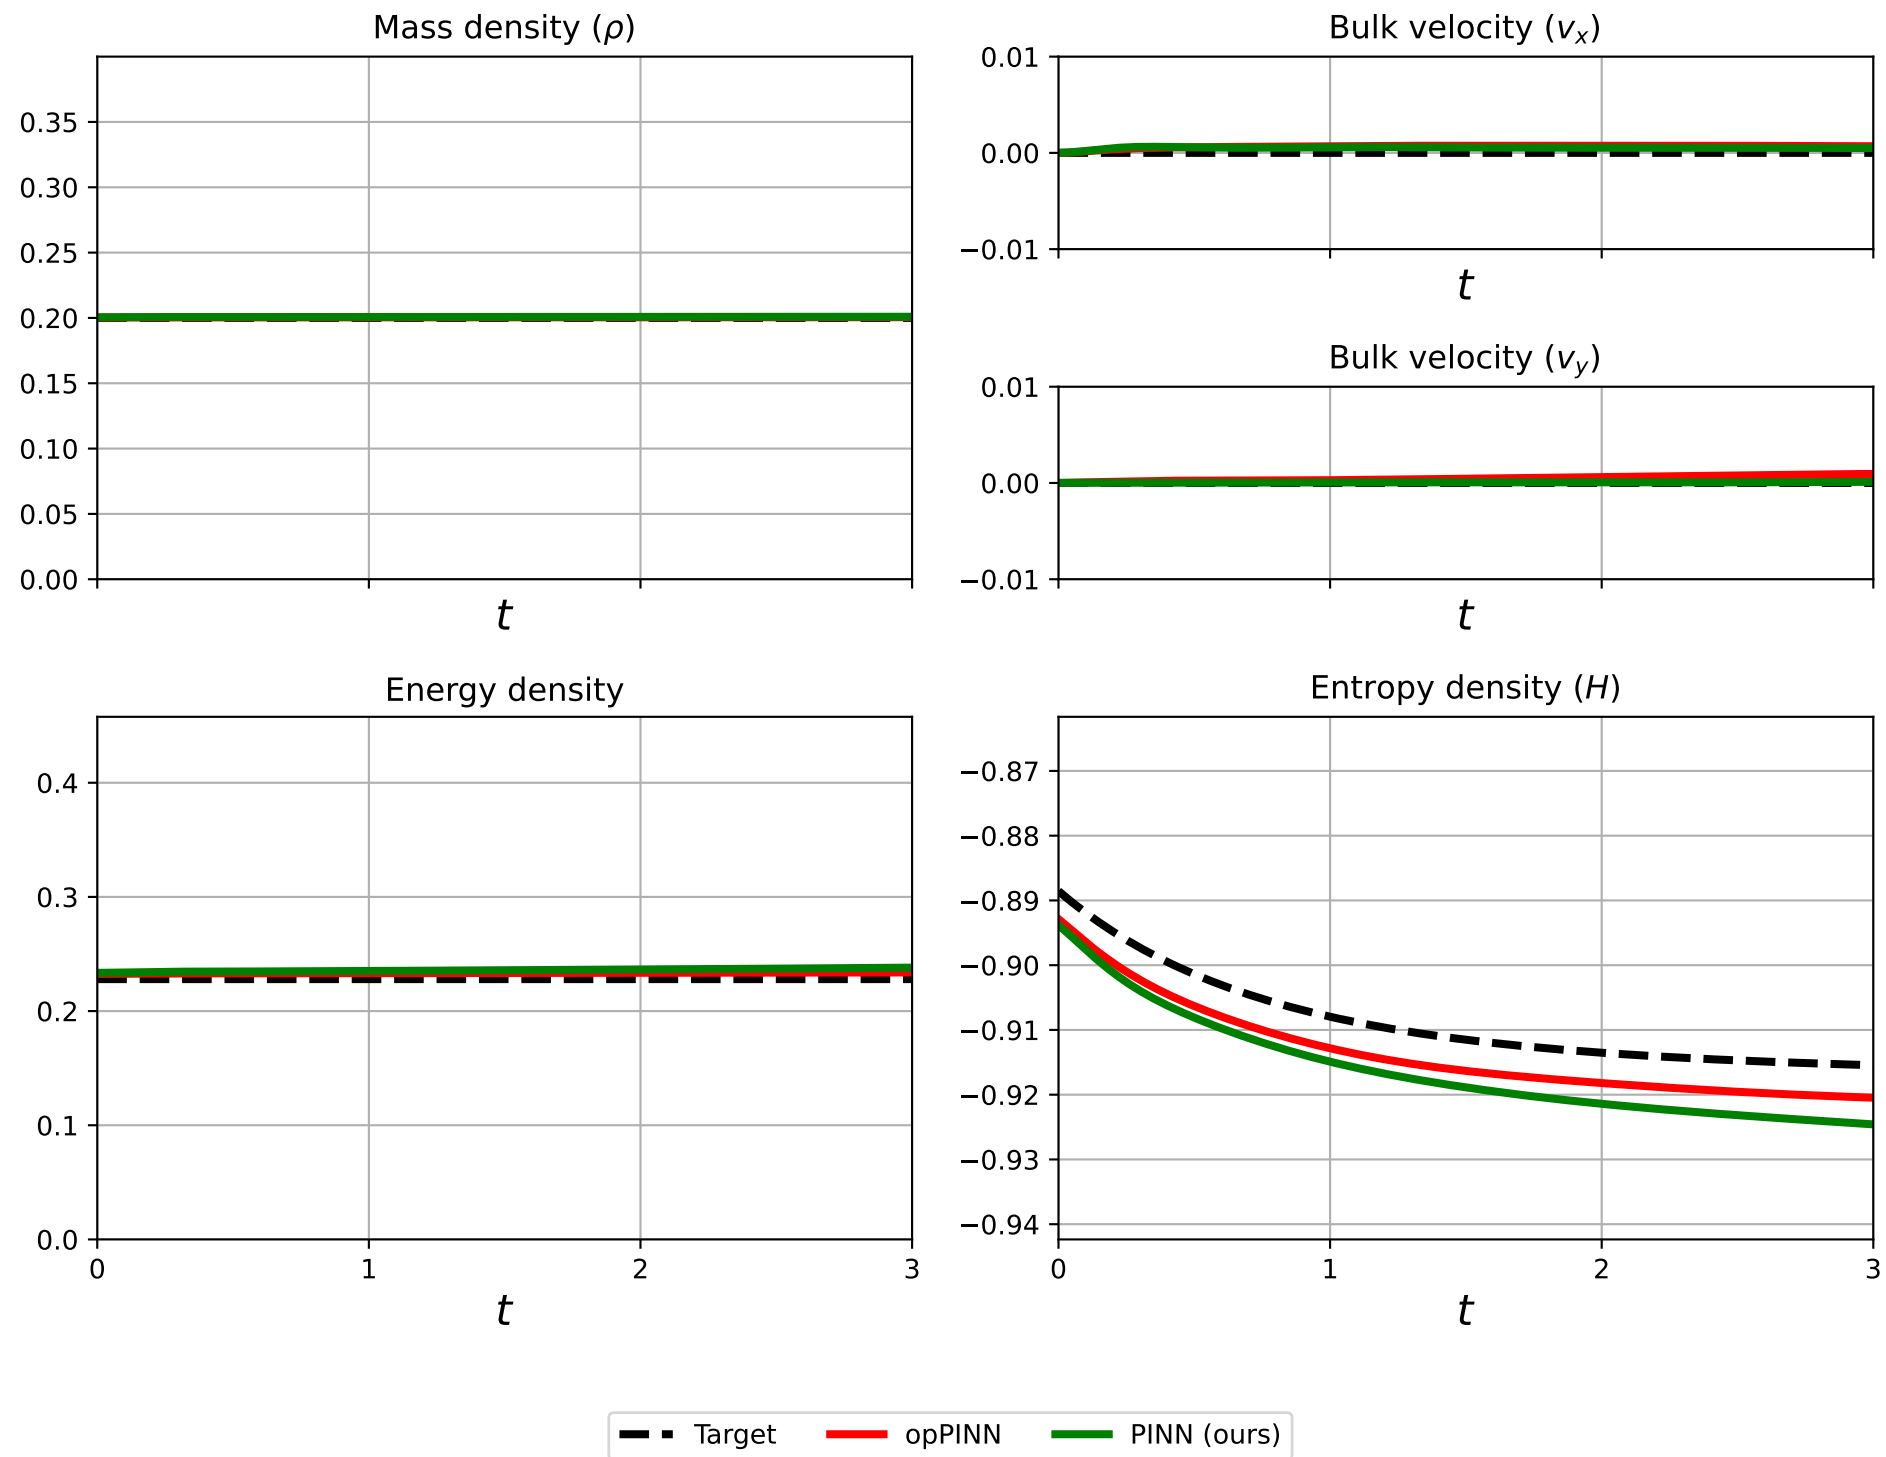 Mass density (ρ)
0.35
0.30
0.25
0.20
0.15
0.10
0.05
0.00
t
Bulk velocity (vₓ)
0.01
0.00
−0.01
t
Bulk velocity (v_y)
0.01
0.00
−0.01
t
Energy density
0.4
0.3
0.2
0.1
0.0
0 1 2 3
t
Entropy density (H)
−0.87
−0.88
−0.89
−0.90
−0.91
−0.92
−0.93
−0.94
0 1 2 3
t
Target opPINN PINN (ours)